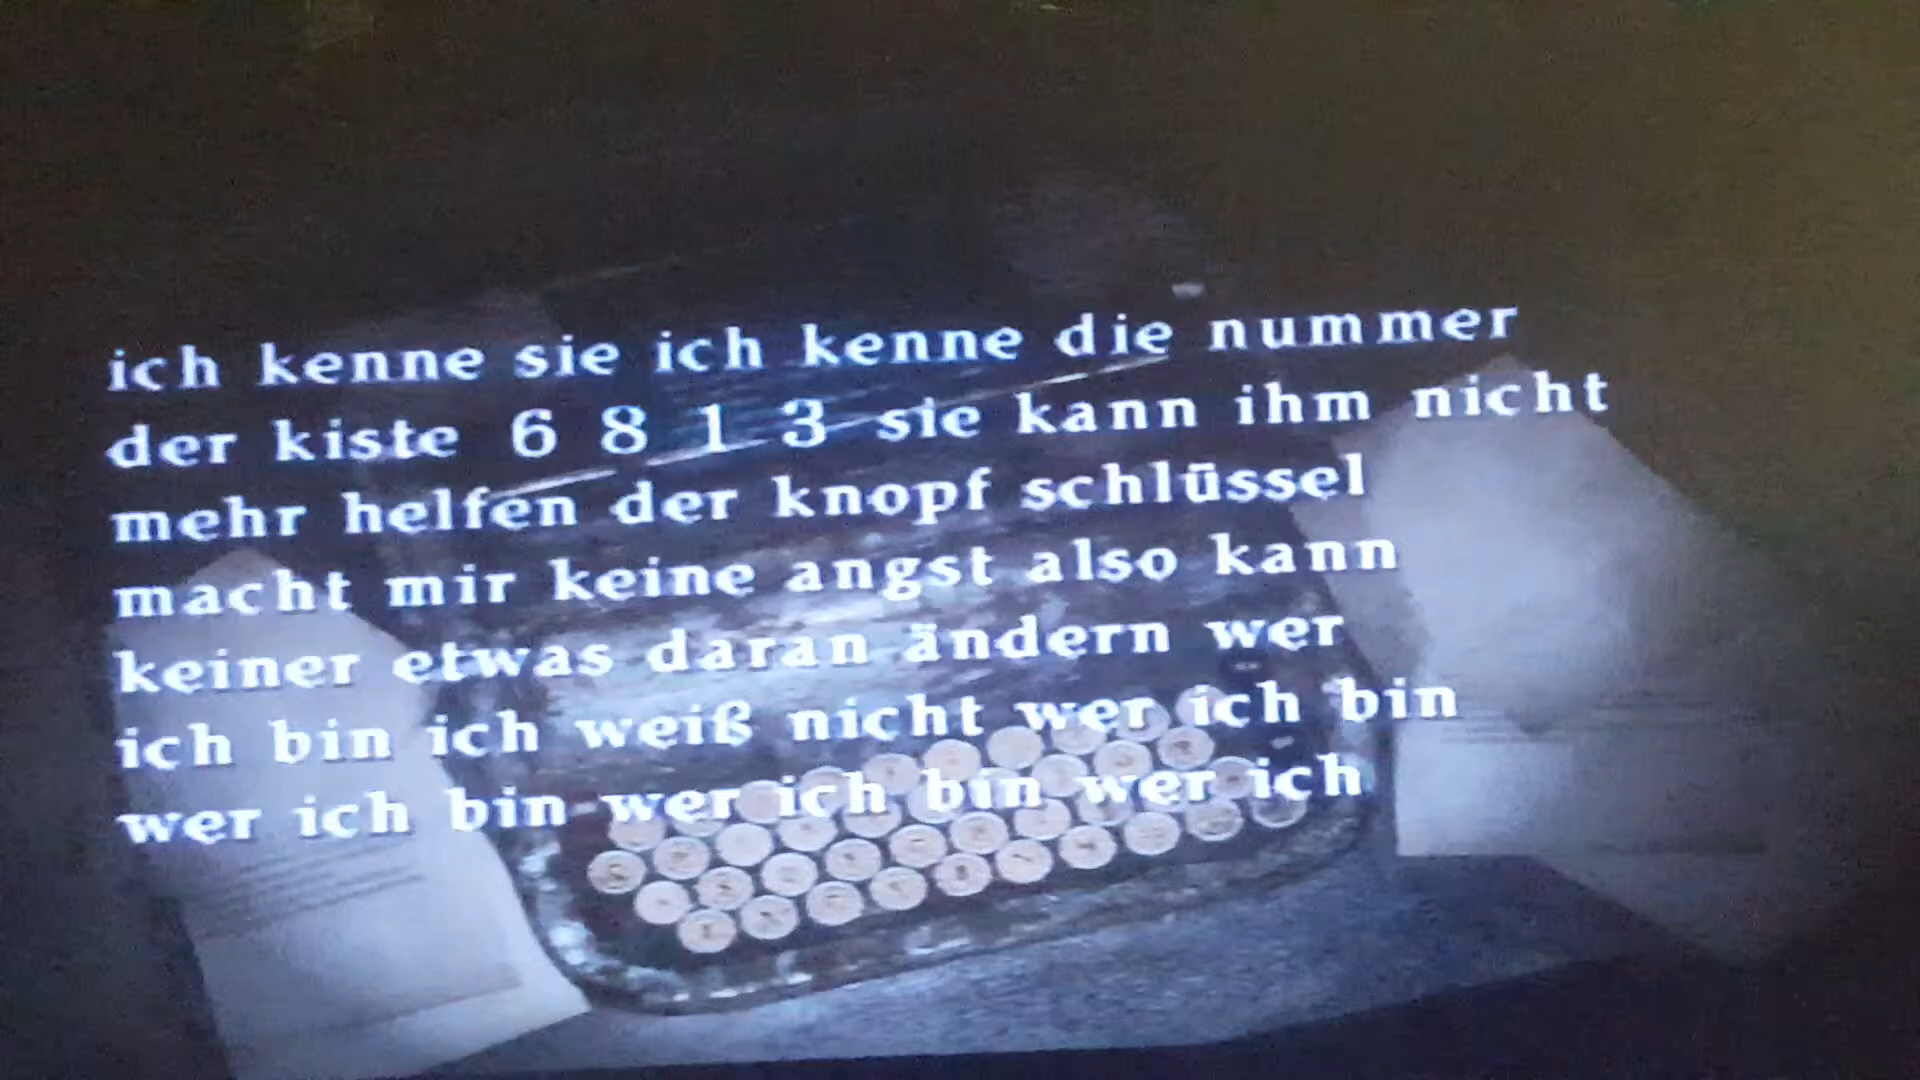 ich kenne sie ich kenne die nummer
der kiste 6 8 1 3 sie kann ihm nicht
mehr helfen der knopf schlüssel
macht mir keine angst also kann
keiner etwas daran ändern wer
ich bin ich weiß nicht wer ich bin
wer ich bin wer ich bin wer ich